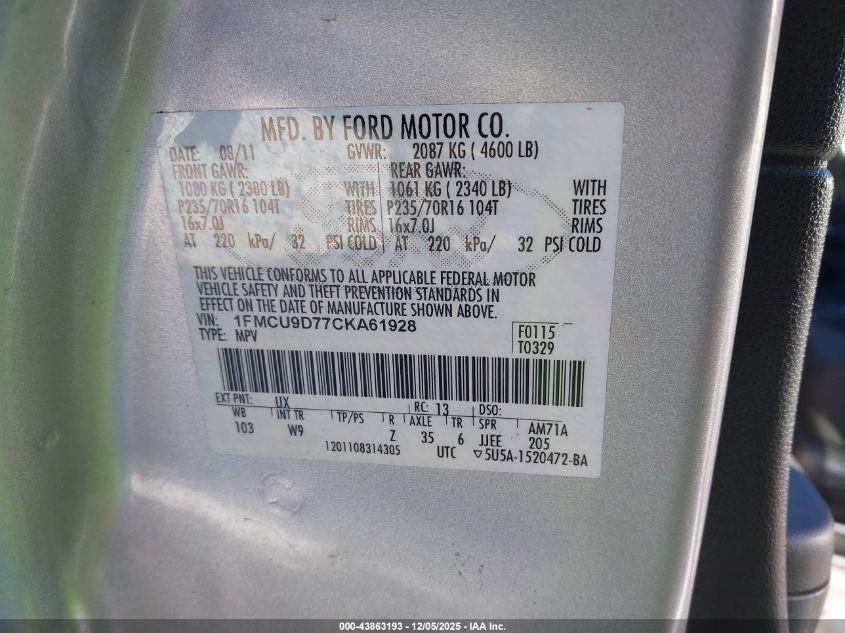 MFD. BY FORD MOTOR CO.
DATE: 08/11 GVWR: 2087 KG ( 4600 LB)
FRONT GAWR: REAR GAWR:
1080 KG ( 2380 LB) WITH 1061 KG ( 2340 LB) WITH
P235/70R16 104T TIRES P235/70R16 104T TIRES
16x7.0J RIMS 16x7.0J RIMS
AT 220 kPa/ 32 PSI COLD AT 220 kPa/ 32 PSI COLD
THIS VEHICLE CONFORMS TO ALL APPLICABLE FEDERAL MOTOR
VEHICLE SAFETY AND THEFT PREVENTION STANDARDS IN
EFFECT ON THE DATE OF MANUFACTURE SHOWN ABOVE.
VIN: 1FMCU9D77CKA61928
TYPE: MPV
F0115
T0329
EXT PNT: UX RC: 13 DSO:
WB INT TR TP/PS R AXLE TR SPR AM71A
103 W9 Z 35 6 JJEE 205
1201108314305 UTC ▽5U5A-1520472-BA
000-43863193 - 12/05/2025 - IAA Inc.